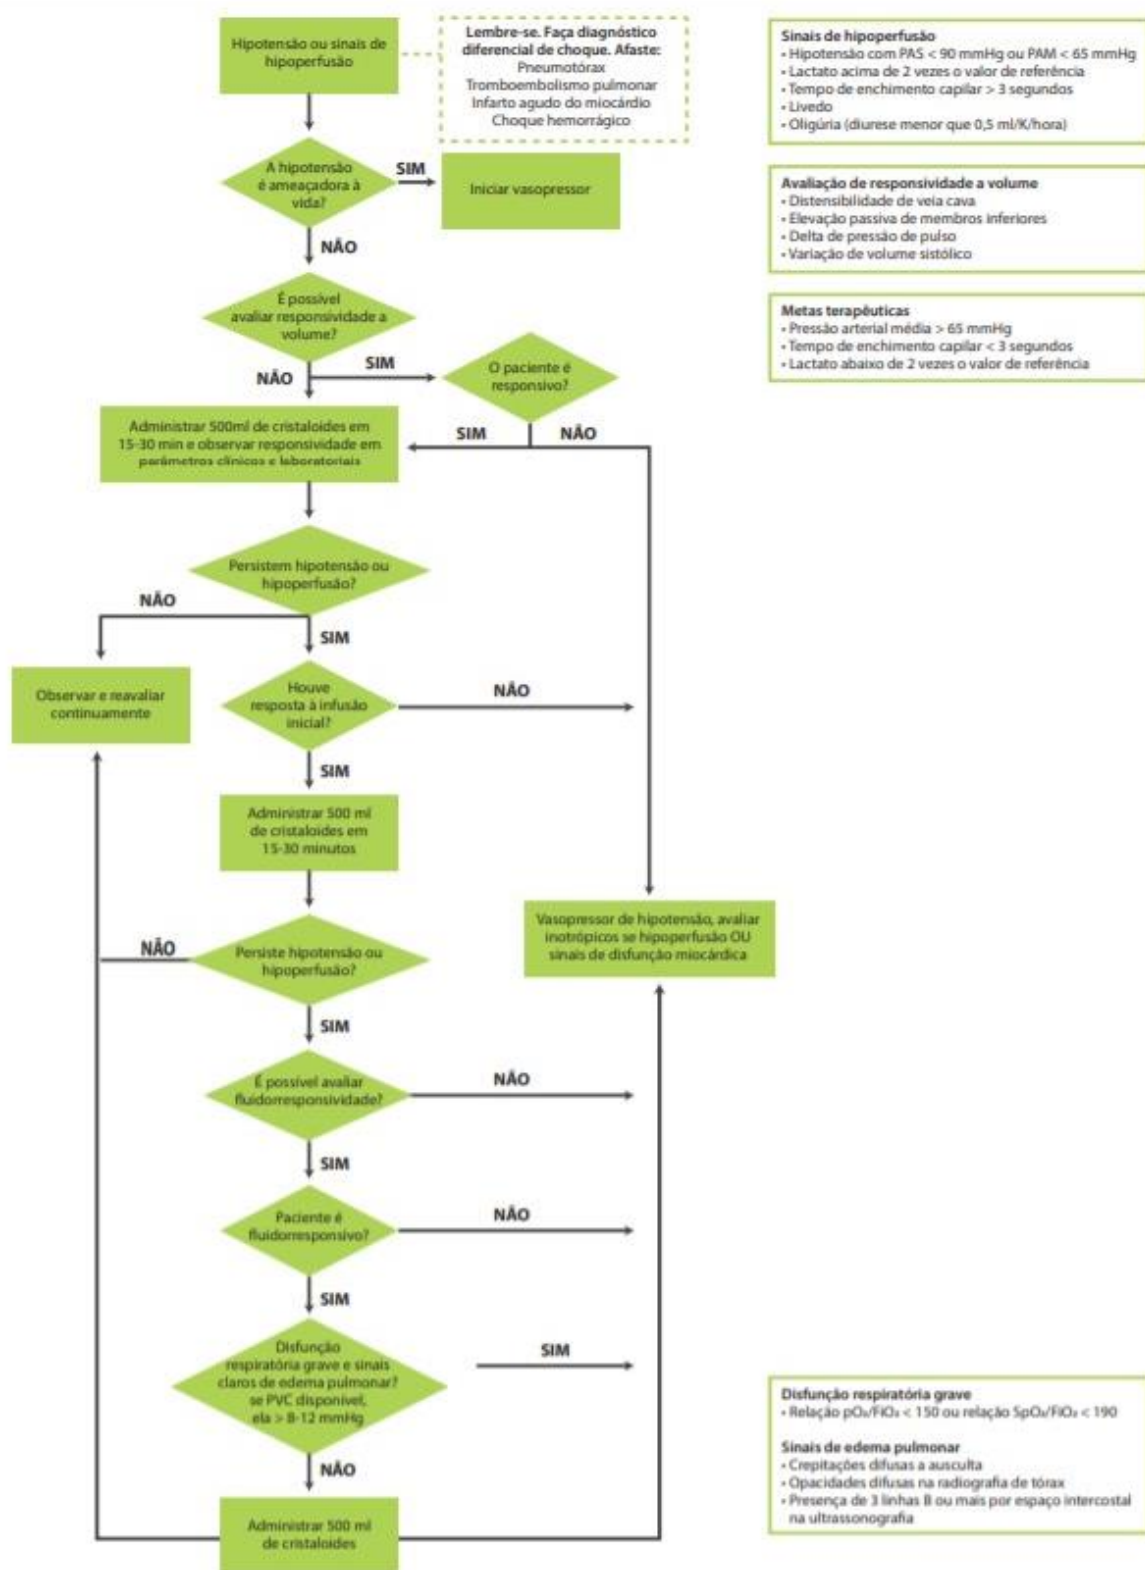 Hipotensão ou sinais de
hipoperfusão
Lembre-se. Faça diagnóstico
diferencial de choque. Afaste:
Pneumotórax
Tromboembolismo pulmonar
Infarto agudo do miocárdio
Choque hemorrágico
Sinais de hipoperfusão
• Hipotensão com PAS < 90 mmHg ou PAM < 65 mmHg
• Lactato acima de 2 vezes o valor de referência
• Tempo de enchimento capilar > 3 segundos
• Livedo
• Oligúria (diurese menor que 0,5 ml/K/hora)
A hipotensão
é ameaçadora à
vida?
SIM
Iniciar vasopressor
NÃO
Avaliação de responsividade a volume
• Distensibilidade de veia cava
• Elevação passiva de membros inferiores
• Delta de pressão de pulso
• Variação de volume sistólico
É possível
avaliar responsividade a
volume?
Metas terapêuticas
• Pressão arterial média > 65 mmHg
• Tempo de enchimento capilar < 3 segundos
• Lactato abaixo de 2 vezes o valor de referência
NÃO
SIM
O paciente é
responsivo?
SIM
NÃO
Administrar 500ml de cristaloides em
15-30 min e observar responsividade em
parâmetros clínicos e laboratoriais
Persistem hipotensão ou
hipoperfusão?
NÃO
SIM
Observar e reavaliar
continuamente
Houve
resposta à infusão
inicial?
NÃO
SIM
Administrar 500 ml
de cristaloides em
15-30 minutos
Vasopressor de hipotensão, avaliar
inotrópicos se hipoperfusão OU
sinais de disfunção miocárdica
NÃO
Persiste hipotensão ou
hipoperfusão?
SIM
É possível avaliar
fluidorresponsividade?
NÃO
SIM
Paciente é
fluidorresponsivo?
NÃO
SIM
Disfunção
respiratória grave e sinais
claros de edema pulmonar?
se PVC disponível,
ela > 8-12 mmHg
SIM
NÃO
Administrar 500 ml
de cristaloides
Disfunção respiratória grave
• Relação pO₂/FiO₂ < 150 ou relação SpO₂/FiO₂ < 190
Sinais de edema pulmonar
• Crepitações difusas a ausculta
• Opacidades difusas na radiografia de tórax
• Presença de 3 linhas B ou mais por espaço intercostal
na ultrassonografia